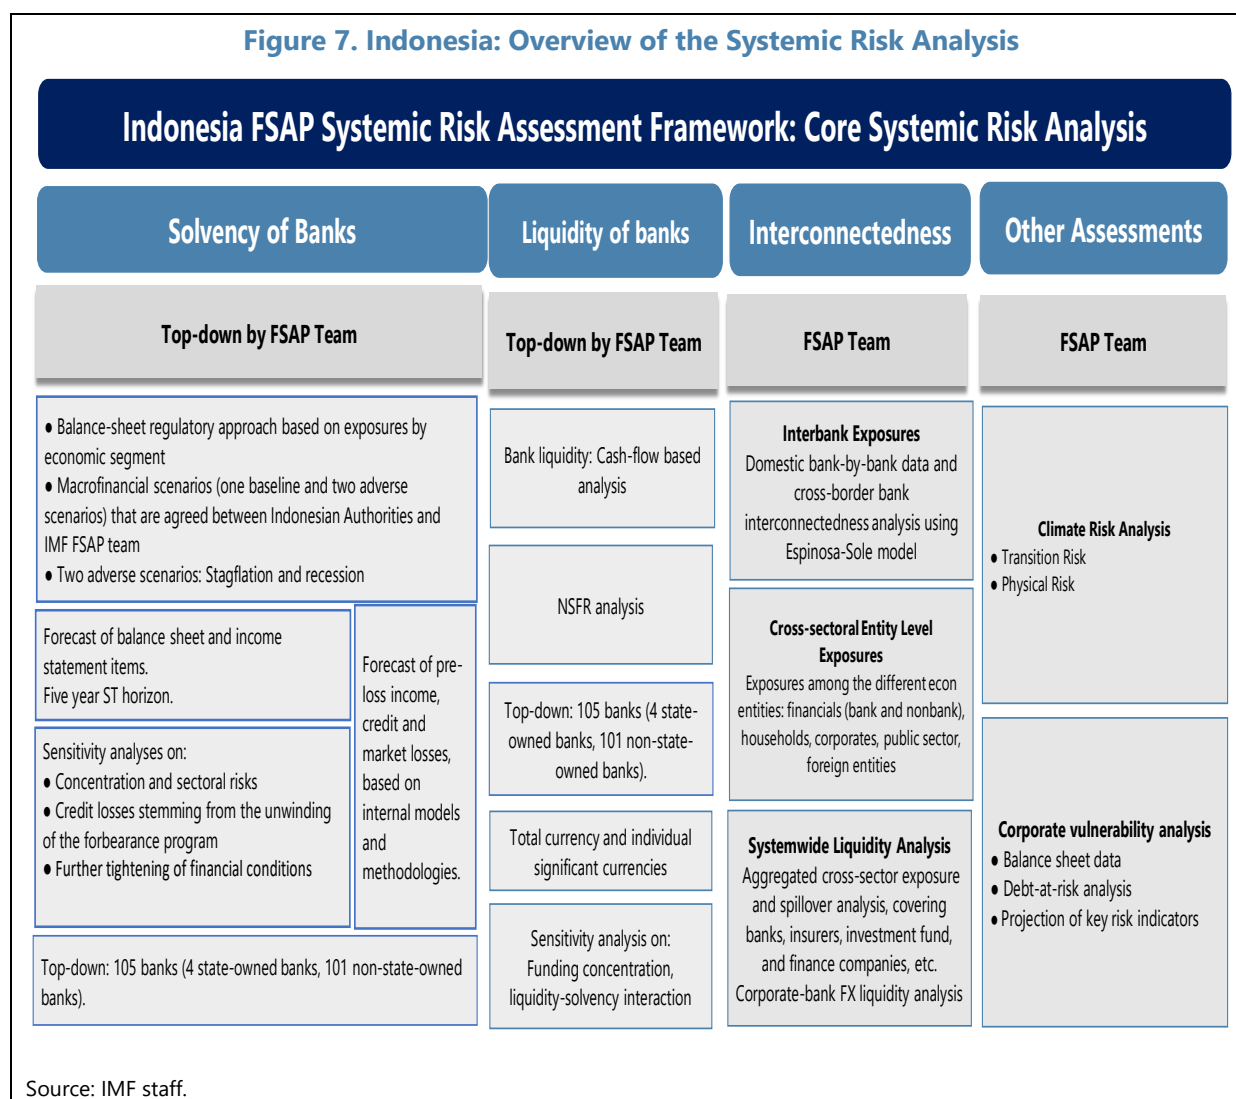 Figure 7. Indonesia: Overview of the Systemic Risk Analysis
Indonesia FSAP Systemic Risk Assessment Framework: Core Systemic Risk Analysis
Solvency of Banks
Top-down by FSAP Team
● Balance-sheet regulatory approach based on exposures by
economic segment
● Macrofinancial scenarios (one baseline and two adverse
scenarios) that are agreed between Indonesian Authorities and
IMF FSAP team
● Two adverse scenarios: Stagflation and recession
Forecast of balance sheet and income
statement items.
Five year ST horizon.
Sensitivity analyses on:
● Concentration and sectoral risks
● Credit losses stemming from the unwinding
of the forbearance program
● Further tightening of financial conditions
Forecast of pre-
loss income,
credit and
market losses,
based on
internal models
and
methodologies.
Top-down: 105 banks (4 state-owned banks, 101 non-state-owned
banks).
Liquidity of banks
Top-down by FSAP Team
Bank liquidity: Cash-flow based
analysis
NSFR analysis
Top-down: 105 banks (4 state-
owned banks, 101 non-state-
owned banks).
Total currency and individual
significant currencies
Sensitivity analysis on:
Funding concentration,
liquidity-solvency interaction
Interconnectedness
FSAP Team
Interbank Exposures
Domestic bank-by-bank data and
cross-border bank
interconnectedness analysis using
Espinosa-Sole model
Cross-sectoral Entity Level
Exposures
Exposures among the different econ
entities: financials (bank and nonbank),
households, corporates, public sector,
foreign entities
Systemwide Liquidity Analysis
Aggregated cross-sector exposure
and spillover analysis, covering
banks, insurers, investment fund,
and finance companies, etc.
Corporate-bank FX liquidity analysis
Other Assessments
FSAP Team
Climate Risk Analysis
● Transition Risk
● Physical Risk
Corporate vulnerability analysis
● Balance sheet data
● Debt-at-risk analysis
● Projection of key risk indicators
Source: IMF staff.